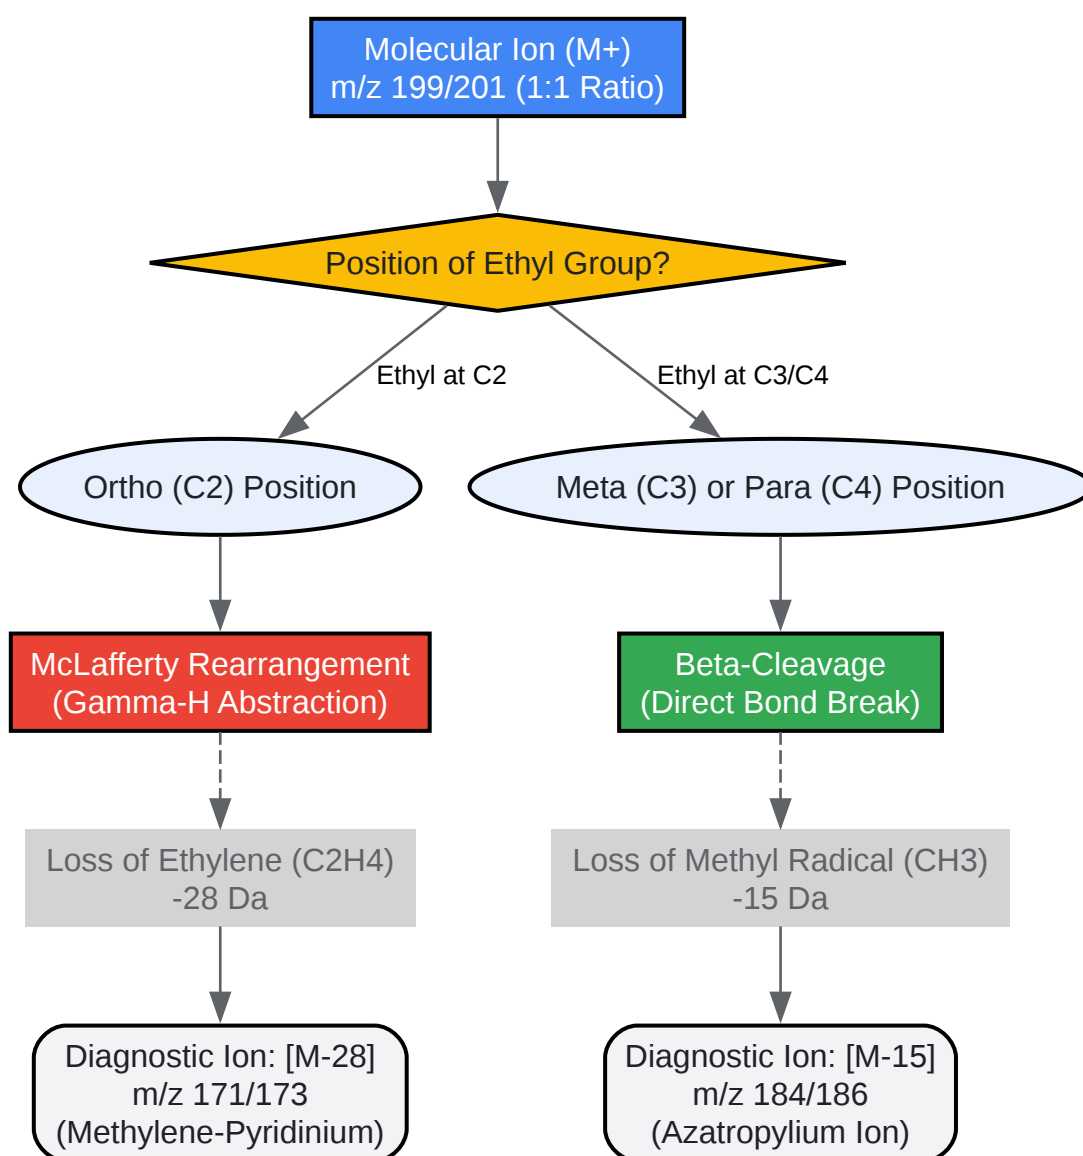 Molecular Ion (M+)
m/z 199/201 (1:1 Ratio)
Position of Ethyl Group?
Ethyl at C2
Ethyl at C3/C4
Ortho (C2) Position
Meta (C3) or Para (C4) Position
McLafferty Rearrangement
(Gamma-H Abstraction)
Beta-Cleavage
(Direct Bond Break)
Loss of Ethylene (C2H4)
-28 Da
Loss of Methyl Radical (CH3)
-15 Da
Diagnostic Ion: [M-28]
m/z 171/173
(Methylene-Pyridinium)
Diagnostic Ion: [M-15]
m/z 184/186
(Azatropylium Ion)